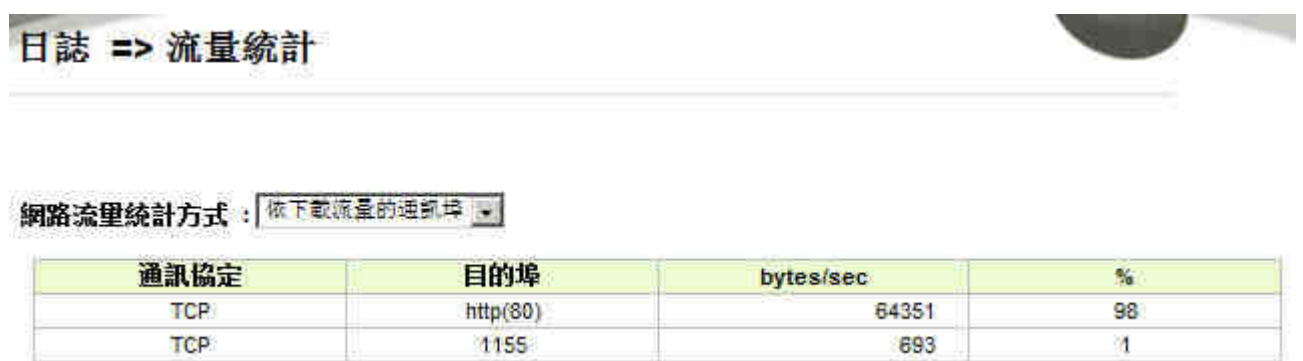 日誌 => 流量統計
網路流量統計方式 : 依下載流量的通訊埠
通訊協定 目的埠 bytes/sec %
TCP http(80) 64351 98
TCP 1155 693 1